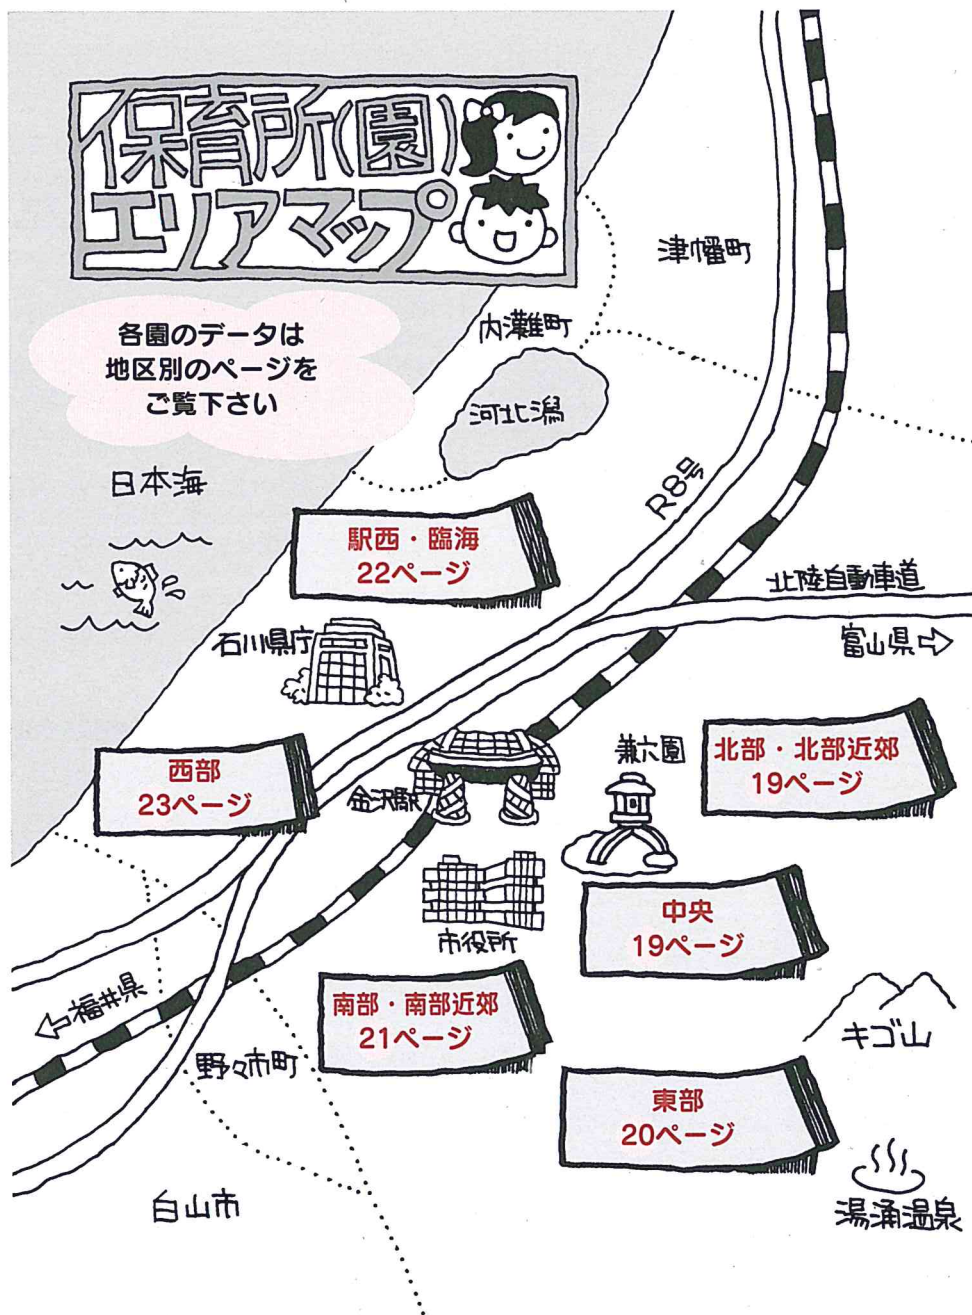 保育所(園)
エリアマップ
各園のデータは
地区別のページを
ご覧下さい
津幡町
内灘町
河北潟
日本海
R8号
駅西・臨海
22ページ
北陸自動車道
富山県
石川県庁
兼六園
北部・北部近郊
19ページ
西部
23ページ
金沢駅
中央
19ページ
市役所
南部・南部近郊
21ページ
福井県
キゴ山
野々市町
東部
20ページ
白山市
湯涌温泉